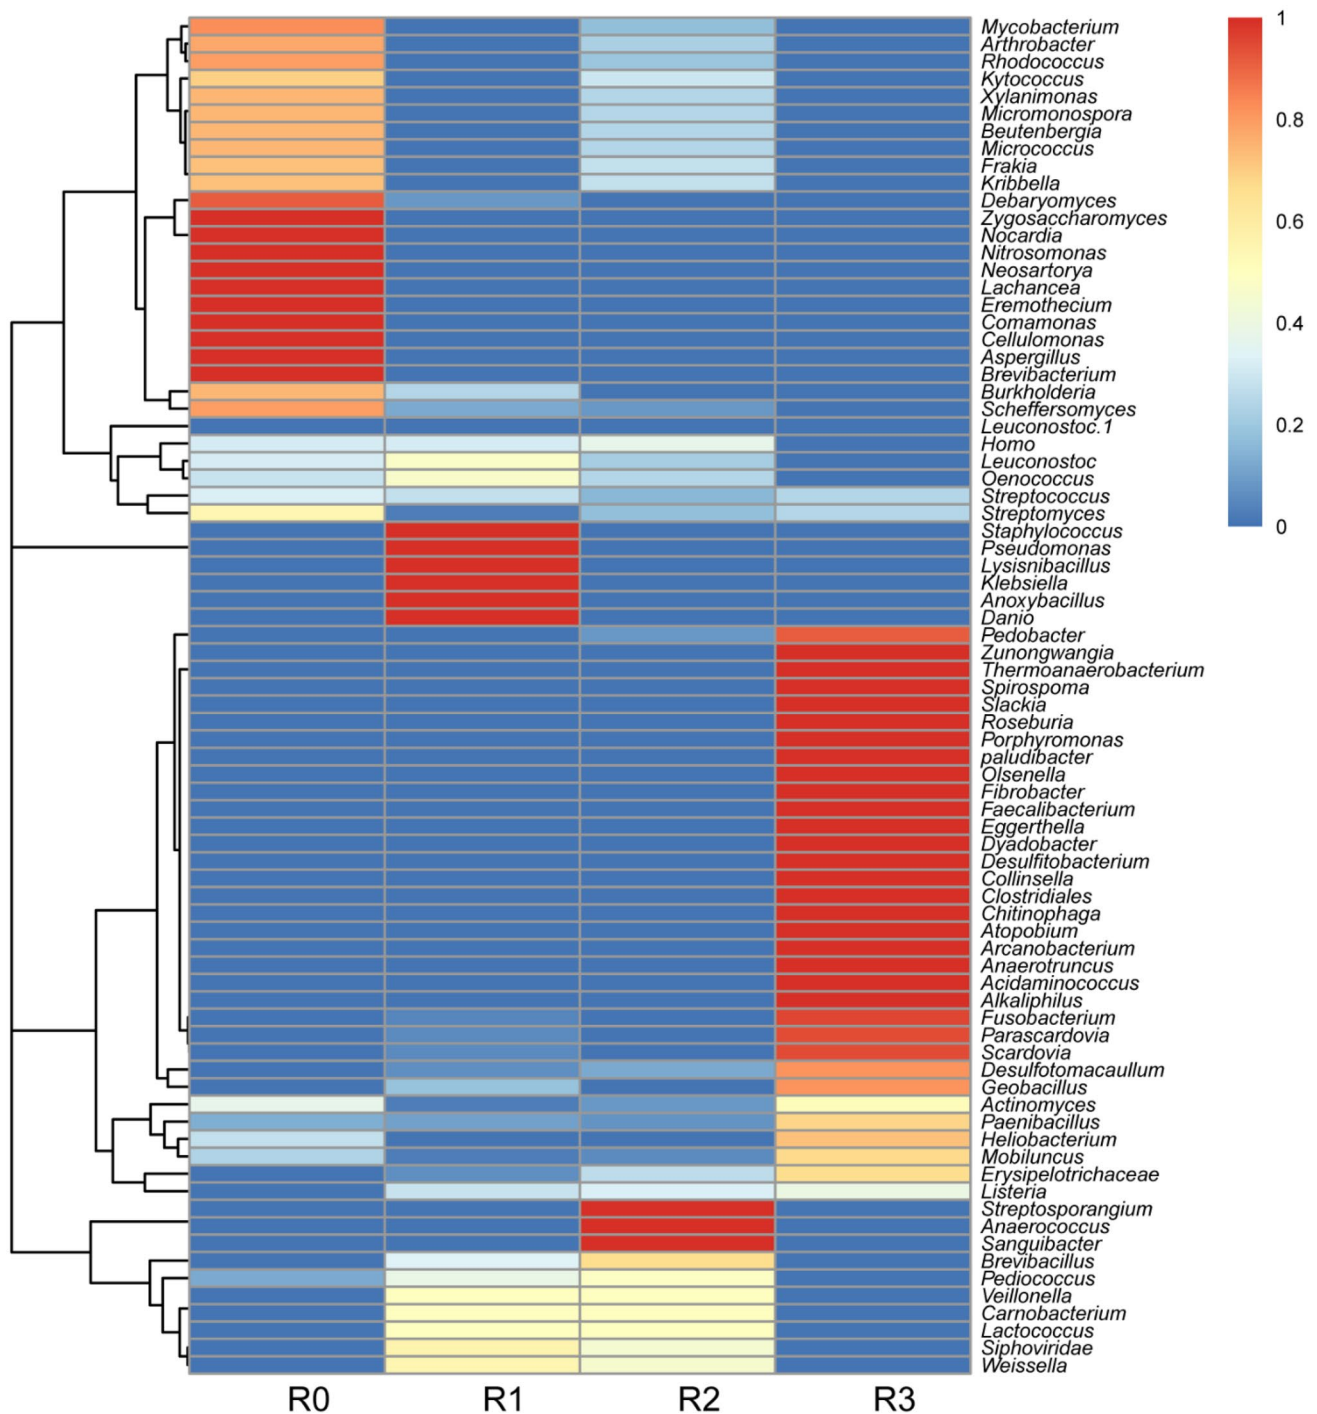 Mycobacterium
Arthrobacter
Rhodococcus
Kytococcus
Xylanimonas
Micromonospora
Beutenbergia
Micrococcus
Frakia
Kribbella
Debaryomyces
Zygosaccharomyces
Nocardia
Nitrosomonas
Neosartorya
Lachancea
Eremothecium
Comamonas
Cellulomonas
Aspergillus
Brevibacterium
Burkholderia
Scheffersomyces
Leuconostoc.1
Homo
Leuconostoc
Oenococcus
Streptococcus
Streptomyces
Staphylococcus
Pseudomonas
Lysisnibacillus
Klebsiella
Anoxybacillus
Danio
Pedobacter
Zunongwangia
Thermoanaerobacterium
Spirospoma
Slackia
Roseburia
Porphyromonas
paludibacter
Olsenella
Fibrobacter
Faecalibacterium
Eggerthella
Dyadobacter
Desulfitobacterium
Collinsella
Clostridiales
Chitinophaga
Atopobium
Arcanobacterium
Anaerotruncus
Acidaminococcus
Alkaliphilus
Fusobacterium
Parascardovia
Scardovia
Desulfotomacaullum
Geobacillus
Actinomyces
Paenibacillus
Heliobacterium
Mobiluncus
Erysipelotrichaceae
Listeria
Streptosporangium
Anaerococcus
Sanguibacter
Brevibacillus
Pediococcus
Veillonella
Carnobacterium
Lactococcus
Siphoviridae
Weissella
R0 R1 R2 R3
1
0.8
0.6
0.4
0.2
0